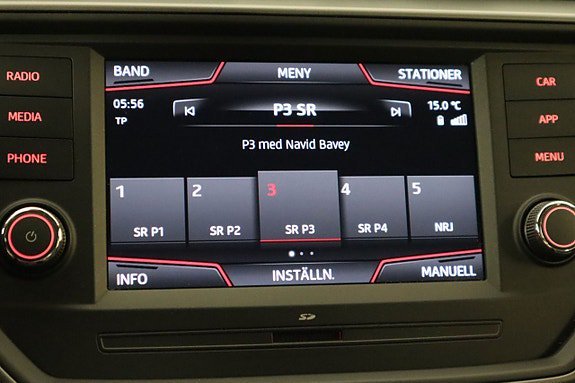 RADIO
MEDIA
PHONE
BAND
MENY
STATIONER
05:56
TP
P3 SR
15.0 °C
P3 med Navid Bavey
1
SR P1
2
SR P2
3
SR P3
4
SR P4
5
NRJ
INFO
INSTÄLLN.
MANUELL
CAR
APP
MENU
SD